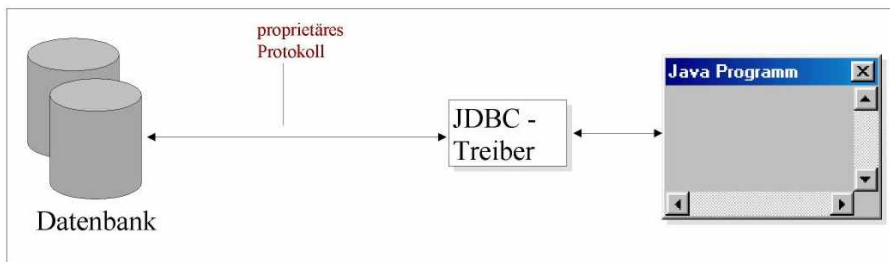 proprietäres
Protokoll
Java Programm
JDBC -
Treiber
Datenbank